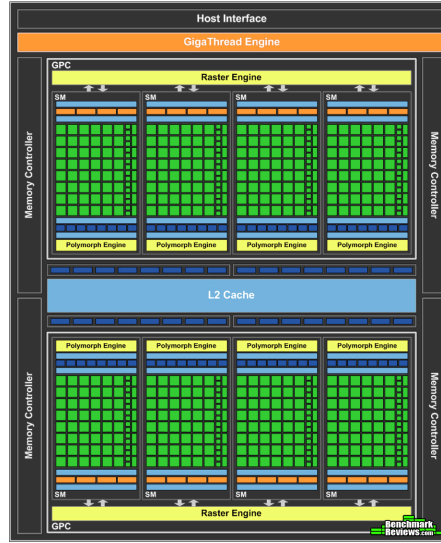 Host Interface
GigaThread Engine
GPC
Raster Engine
SM SM SM SM
Polymorph Engine Polymorph Engine Polymorph Engine Polymorph Engine
Memory Controller
Memory Controller
L2 Cache
Polymorph Engine Polymorph Engine Polymorph Engine Polymorph Engine
Memory Controller
Memory Controller
SM SM SM SM
Raster Engine
GPC
Benchmark
Reviews.com